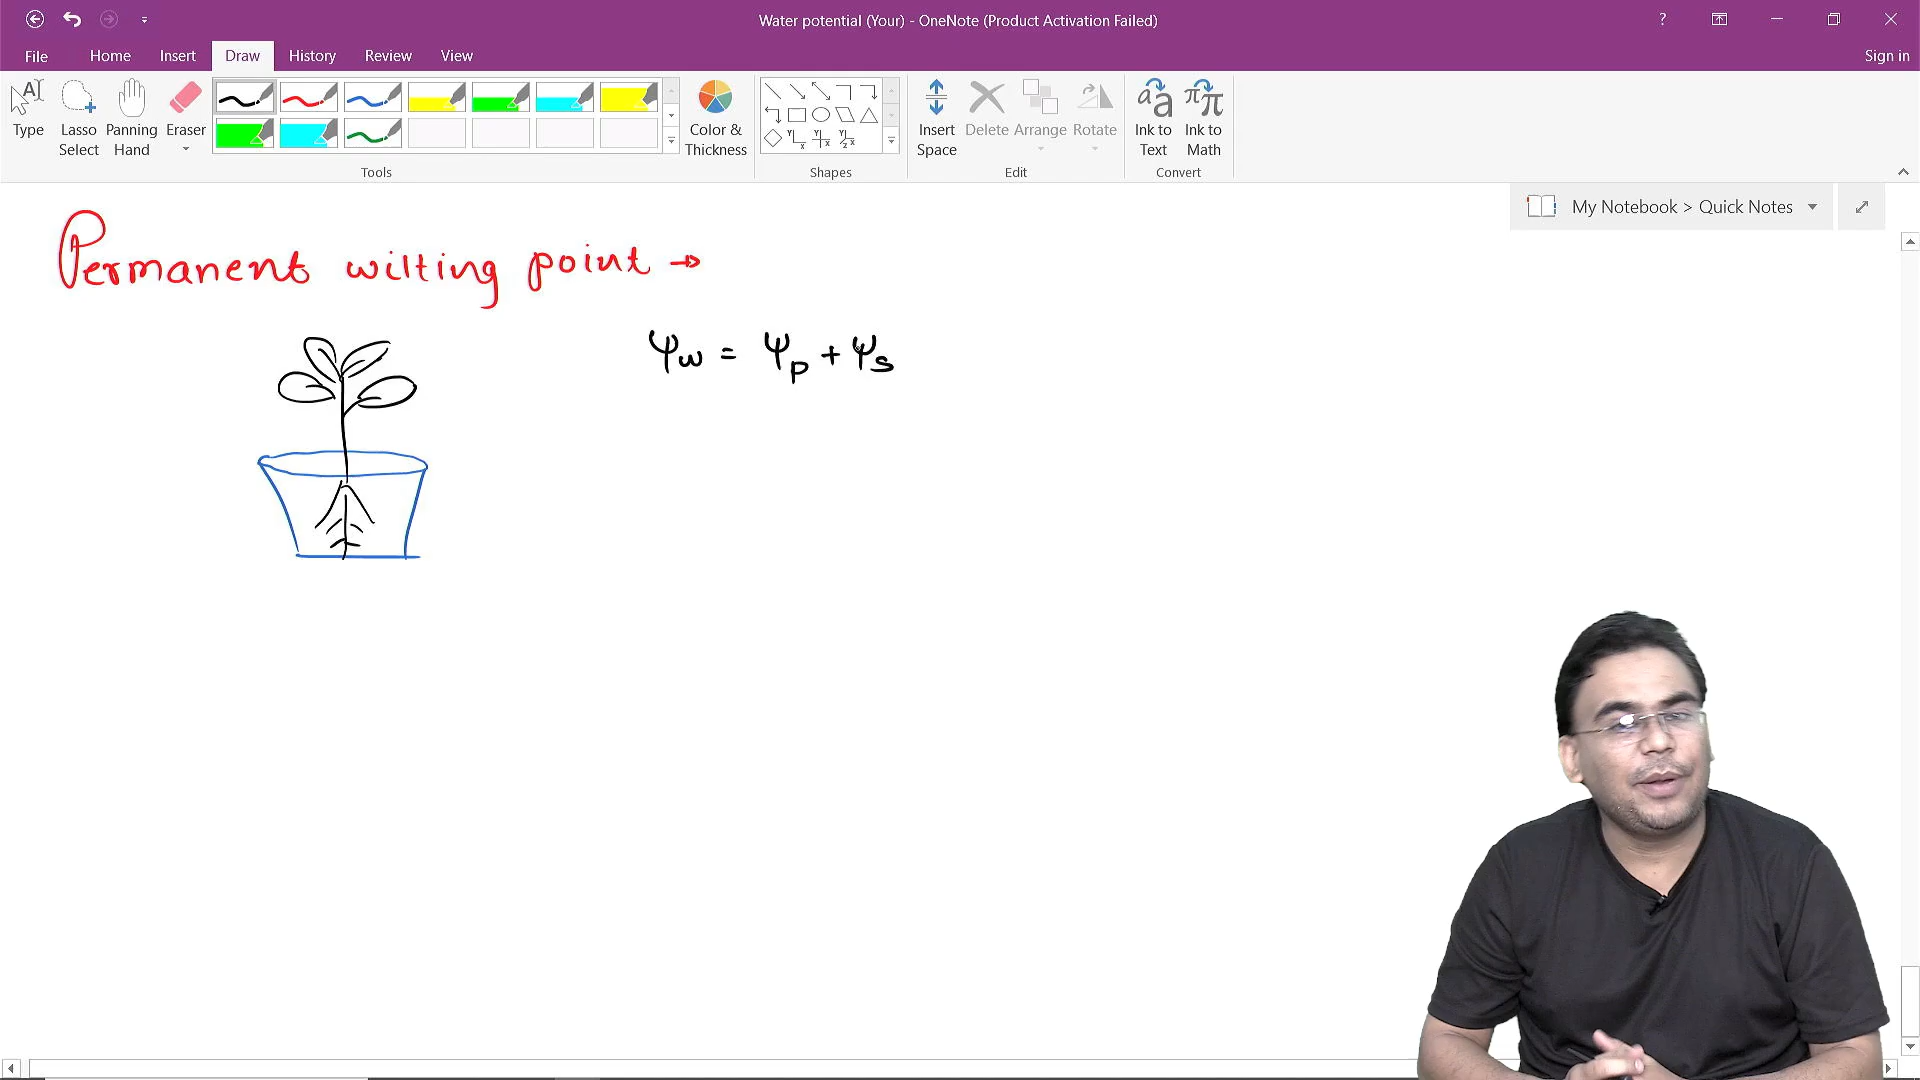 Water potential (Your) - OneNote (Product Activation Failed)
?
File Home Insert Draw History Review View
Sign in
Type
Lasso Select
Panning Hand
Eraser
Color & Thickness
Insert Space
Delete
Arrange
Rotate
Ink to Text
Ink to Math
Tools
Shapes
Edit
Convert
My Notebook > Quick Notes
Permanent wilting point →
Ψw = Ψp + Ψs